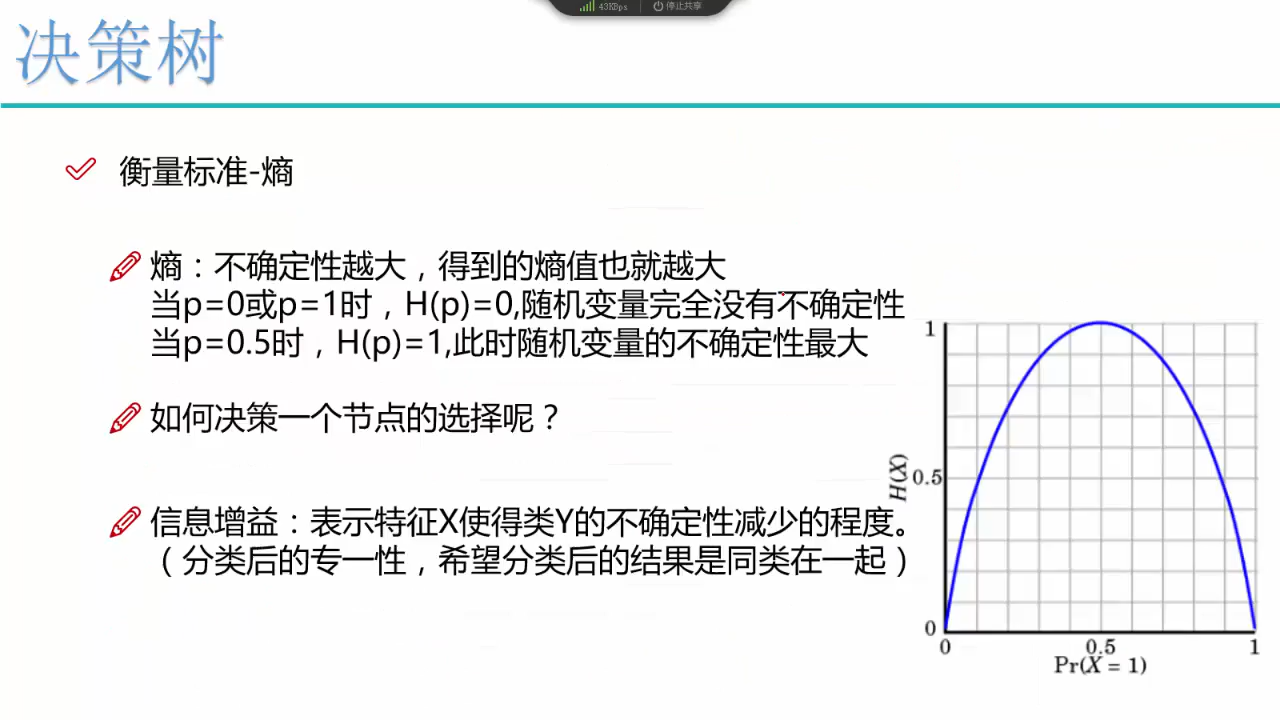 43KBps 停止共享
决策树
衡量标准-熵
熵：不确定性越大，得到的熵值也就越大
当p=0或p=1时，H(p)=0,随机变量完全没有不确定性
当p=0.5时，H(p)=1,此时随机变量的不确定性最大
如何决策一个节点的选择呢？
信息增益：表示特征X使得类Y的不确定性减少的程度。
（分类后的专一性，希望分类后的结果是同类在一起）
1
H(X)
0.5
0
0 0.5 1
Pr(X = 1)